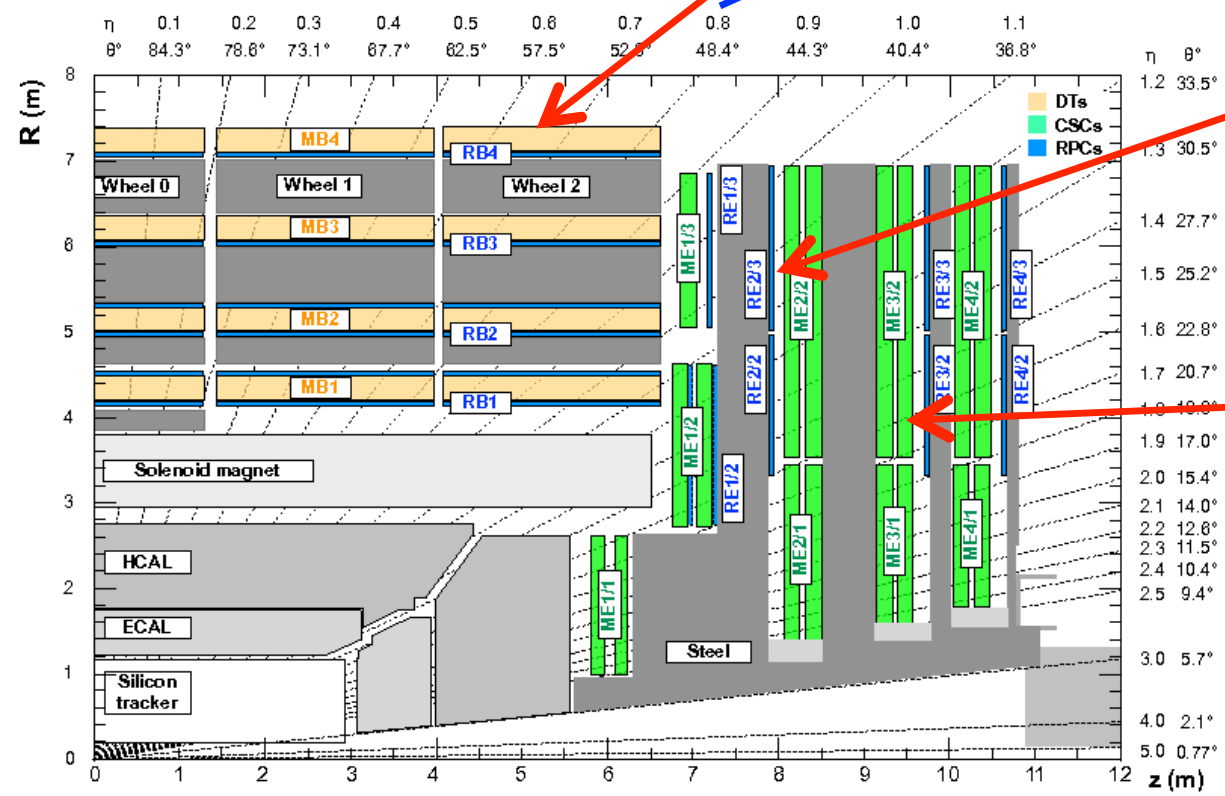 η 0.1 0.2 0.3 0.4 0.5 0.6 0.7 0.8 0.9 1.0 1.1
θ° 84.3° 78.6° 73.1° 67.7° 62.5° 57.5° 48.4° 44.3° 40.4° 36.8° η θ°
R (m)
8
7
6
5
4
3
2
1
0
1.2 33.5°
1.3 30.5°
1.4 27.7°
1.5 25.2°
1.6 22.8°
1.7 20.7°
1.9 17.0°
2.0 15.4°
2.1 14.0°
2.2 12.6°
2.3 11.5°
2.4 10.4°
2.5 9.4°
3.0 5.7°
4.0 2.1°
5.0 0.77°
DTs
CSCs
RPCs
MB4
RB4
Wheel 0
Wheel 1
Wheel 2
MB3
RB3
MB2
RB2
MB1
RB1
Solenoid magnet
HCAL
ECAL
Silicon
tracker
Steel
ME1/3
RE1/3
ME1/2
RE1/2
ME1/1
RE2/3
RE2/2
ME2/2
ME2/1
ME3/2
ME3/1
RE3/3
RE3/2
ME4/2
ME4/1
RE4/3
RE4/2
0 1 2 3 4 5 6 7 8 9 10 11 12
z (m)